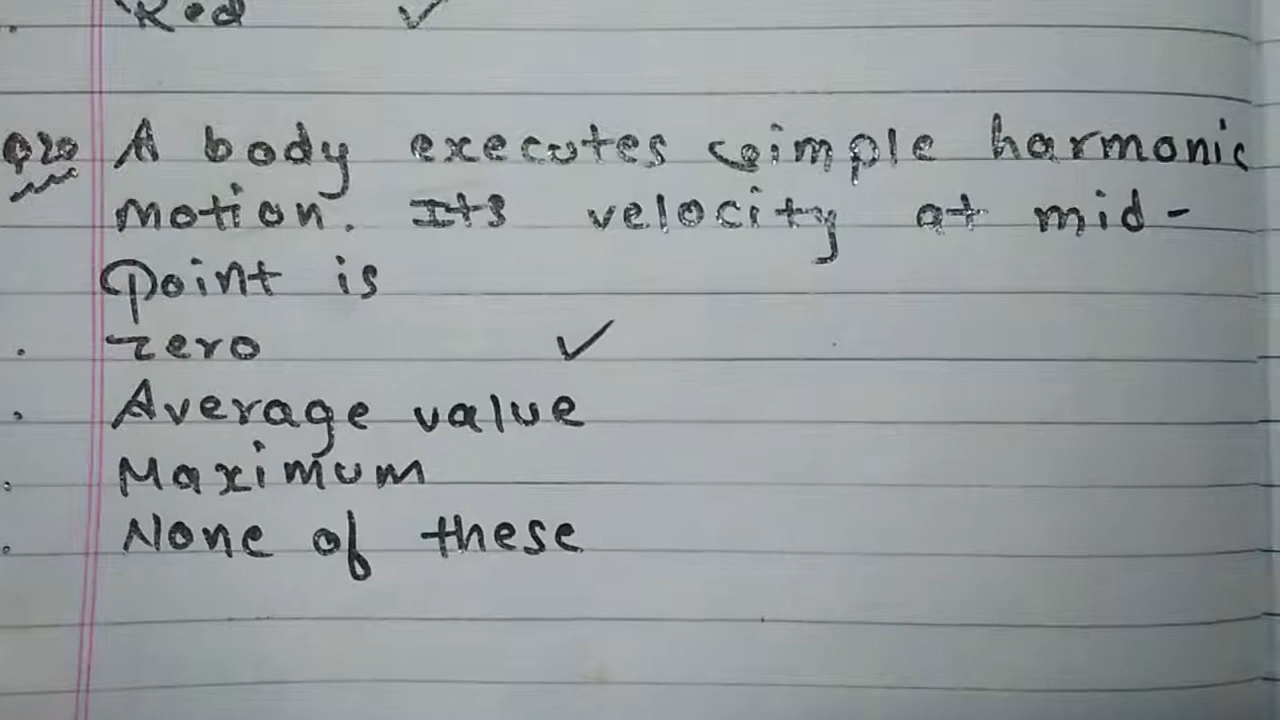 Red ✓
Q20 A body executes simple harmonic
motion. Its velocity at mid-
point is
zero ✓
Average value
Maximum
None of these